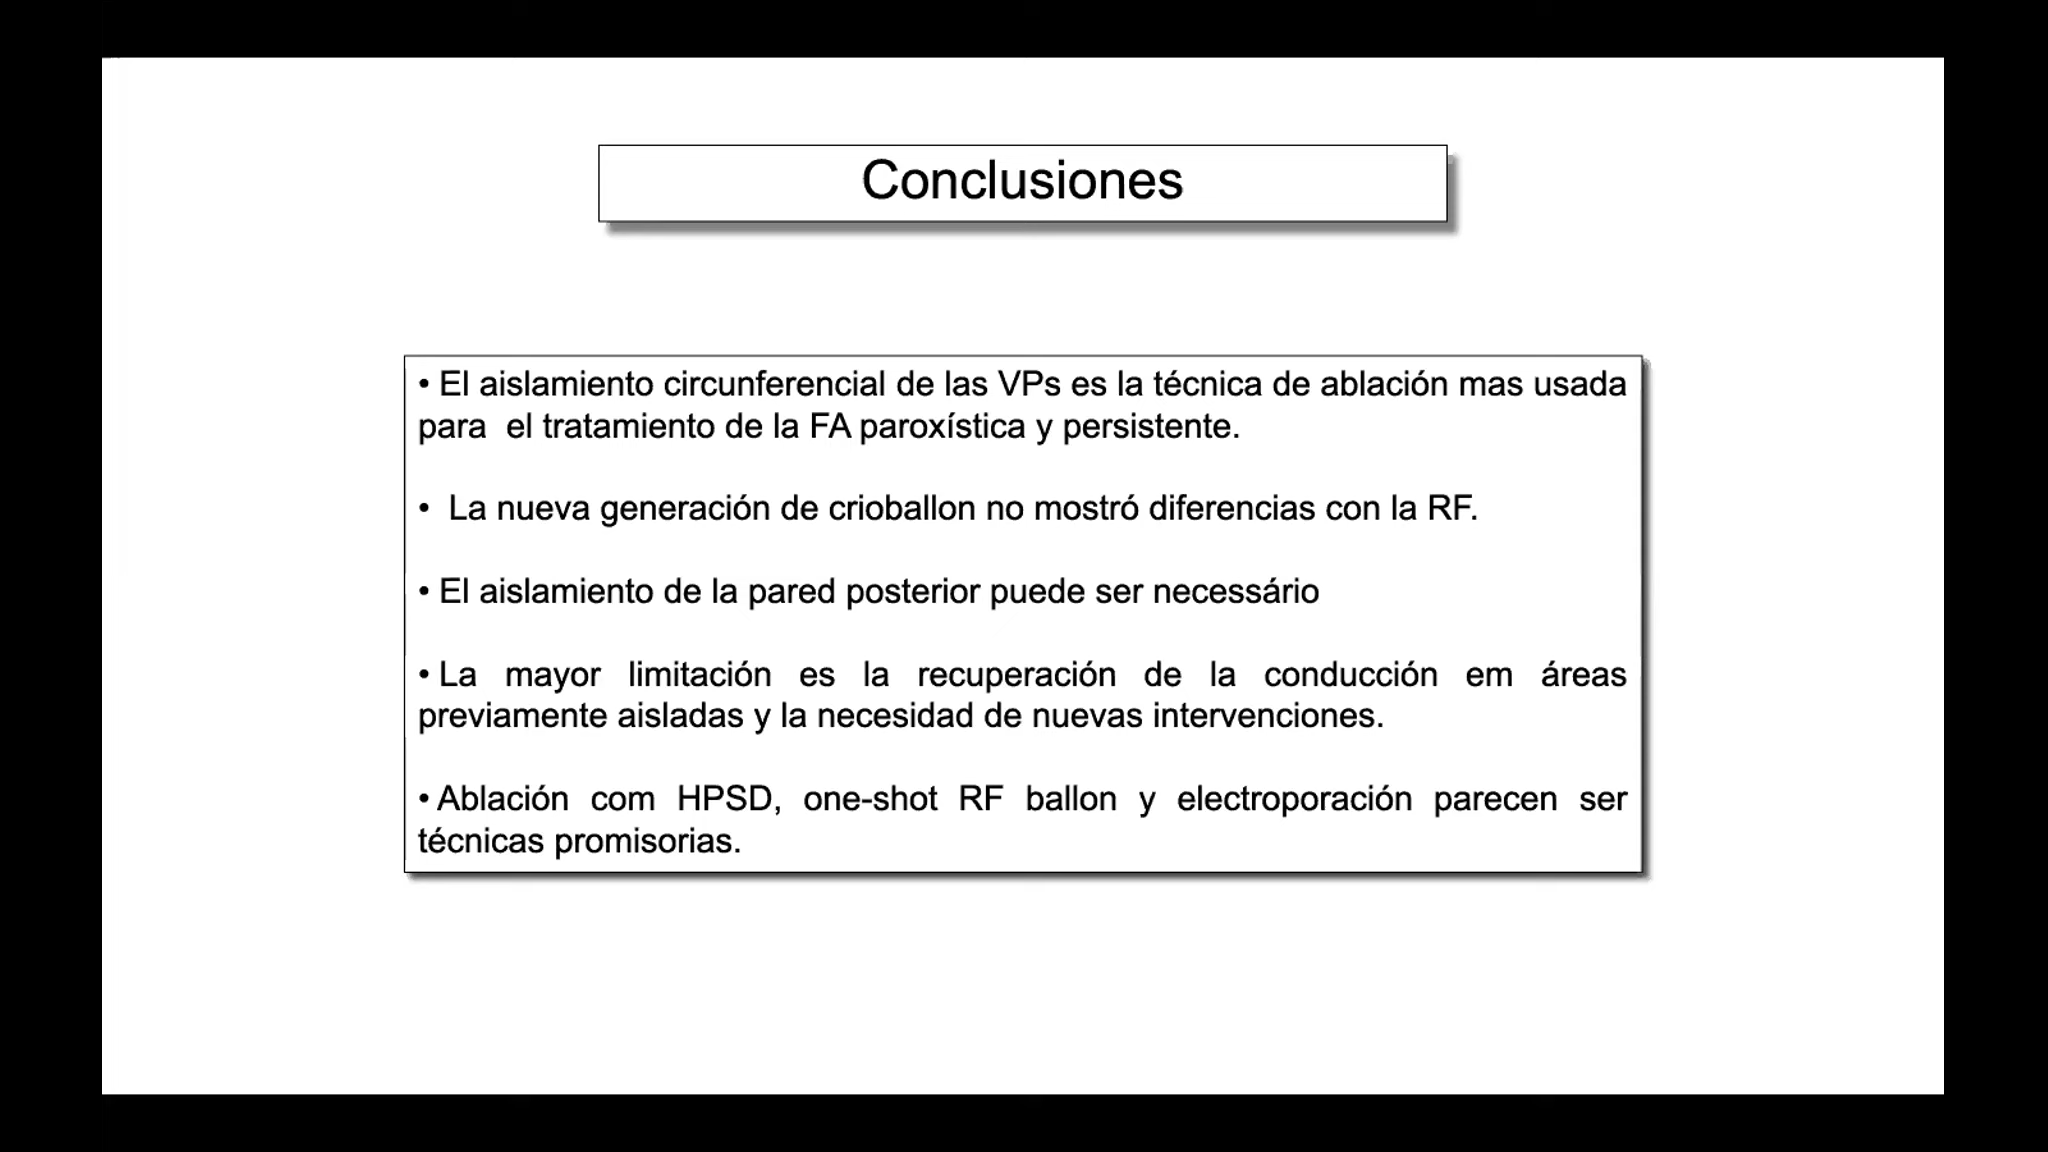 Conclusiones
• El aislamiento circunferencial de las VPs es la técnica de ablación mas usada
para el tratamiento de la FA paroxística y persistente.
• La nueva generación de crioballon no mostró diferencias con la RF.
• El aislamiento de la pared posterior puede ser necessário
• La mayor limitación es la recuperación de la conducción em áreas
previamente aisladas y la necesidad de nuevas intervenciones.
• Ablación com HPSD, one-shot RF ballon y electroporación parecen ser
técnicas promisorias.